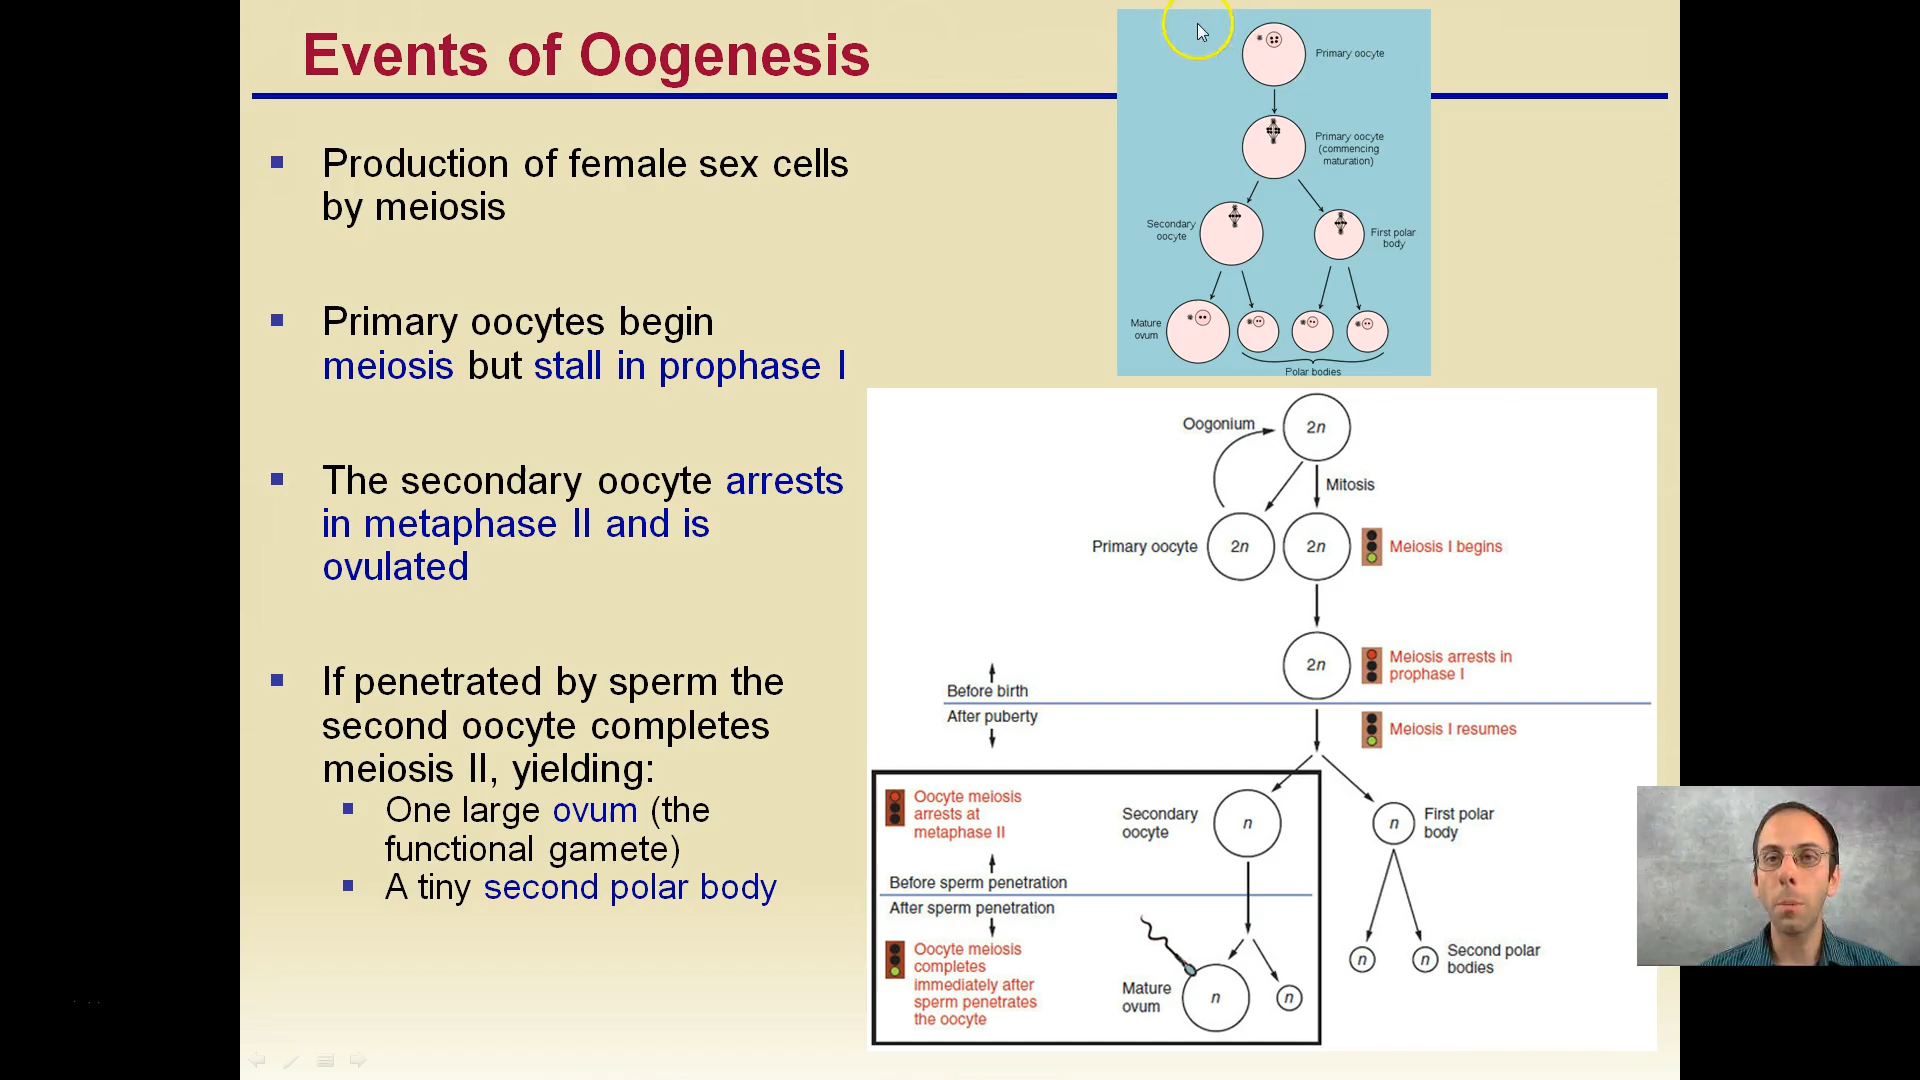 Events of Oogenesis
Production of female sex cells
by meiosis
Primary oocytes begin
meiosis but stall in prophase I
The secondary oocyte arrests
in metaphase II and is
ovulated
If penetrated by sperm the
second oocyte completes
meiosis II, yielding:
One large ovum (the
functional gamete)
A tiny second polar body
Primary oocyte
Primary oocyte
(commencing
maturation)
Secondary
oocyte
First polar
body
Mature
ovum
Polar bodies
Oogonium
2n
Mitosis
Primary oocyte
2n
2n
Meiosis I begins
2n
Meiosis arrests in
prophase I
Before birth
After puberty
Meiosis I resumes
Oocyte meiosis
arrests at
metaphase II
Secondary
oocyte
n
n
First polar
body
Before sperm penetration
After sperm penetration
Oocyte meiosis
completes
immediately after
sperm penetrates
the oocyte
Mature
ovum
n
n
n
n
Second polar
bodies